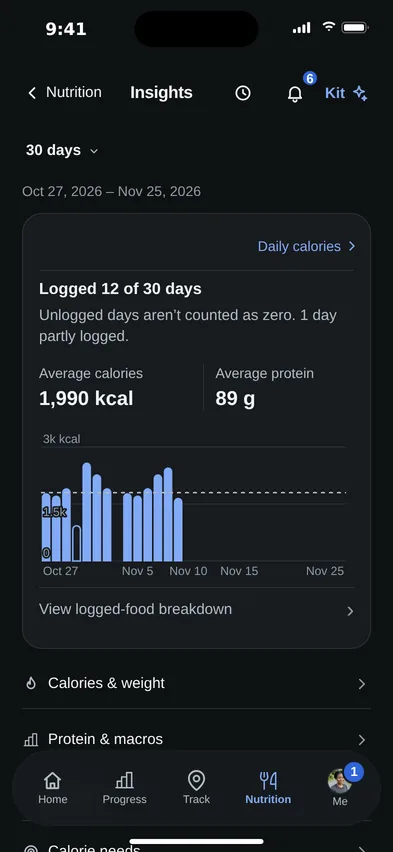 9:41
Nutrition
Insights
6
Kit
30 days
Oct 27, 2026 – Nov 25, 2026
Daily calories
Logged 12 of 30 days
Unlogged days aren’t counted as zero. 1 day
partly logged.
Average calories
Average protein
1,990 kcal
89 g
3k kcal
1.5k
0
Oct 27
Nov 5
Nov 10
Nov 15
Nov 25
View logged-food breakdown
Calories & weight
Protein & macros
Home
Progress
Track
Nutrition
1
Me
Calorie needs